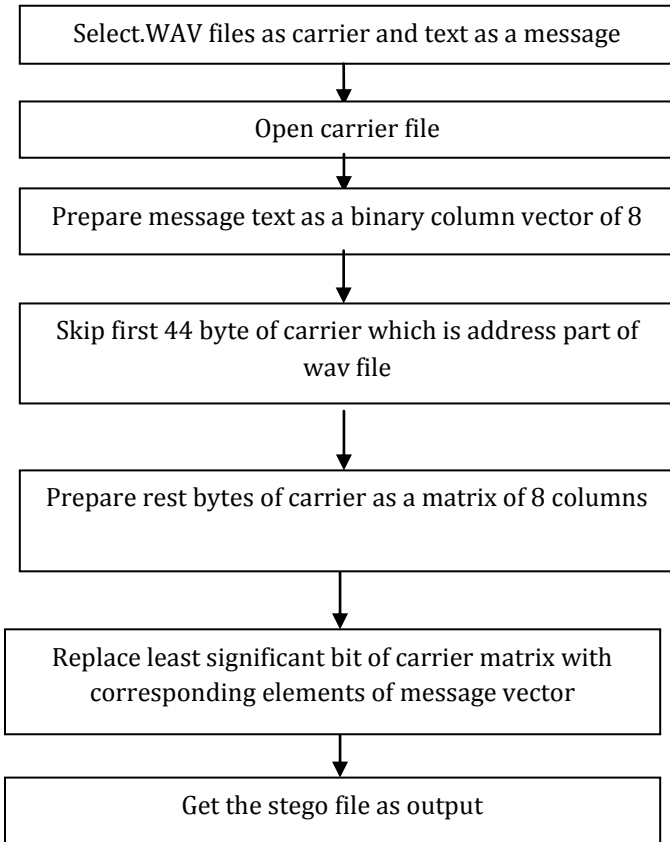 Select.WAV files as carrier and text as a message
Open carrier file
Prepare message text as a binary column vector of 8
Skip first 44 byte of carrier which is address part of
wav file
Prepare rest bytes of carrier as a matrix of 8 columns
Replace least significant bit of carrier matrix with
corresponding elements of message vector
Get the stego file as output